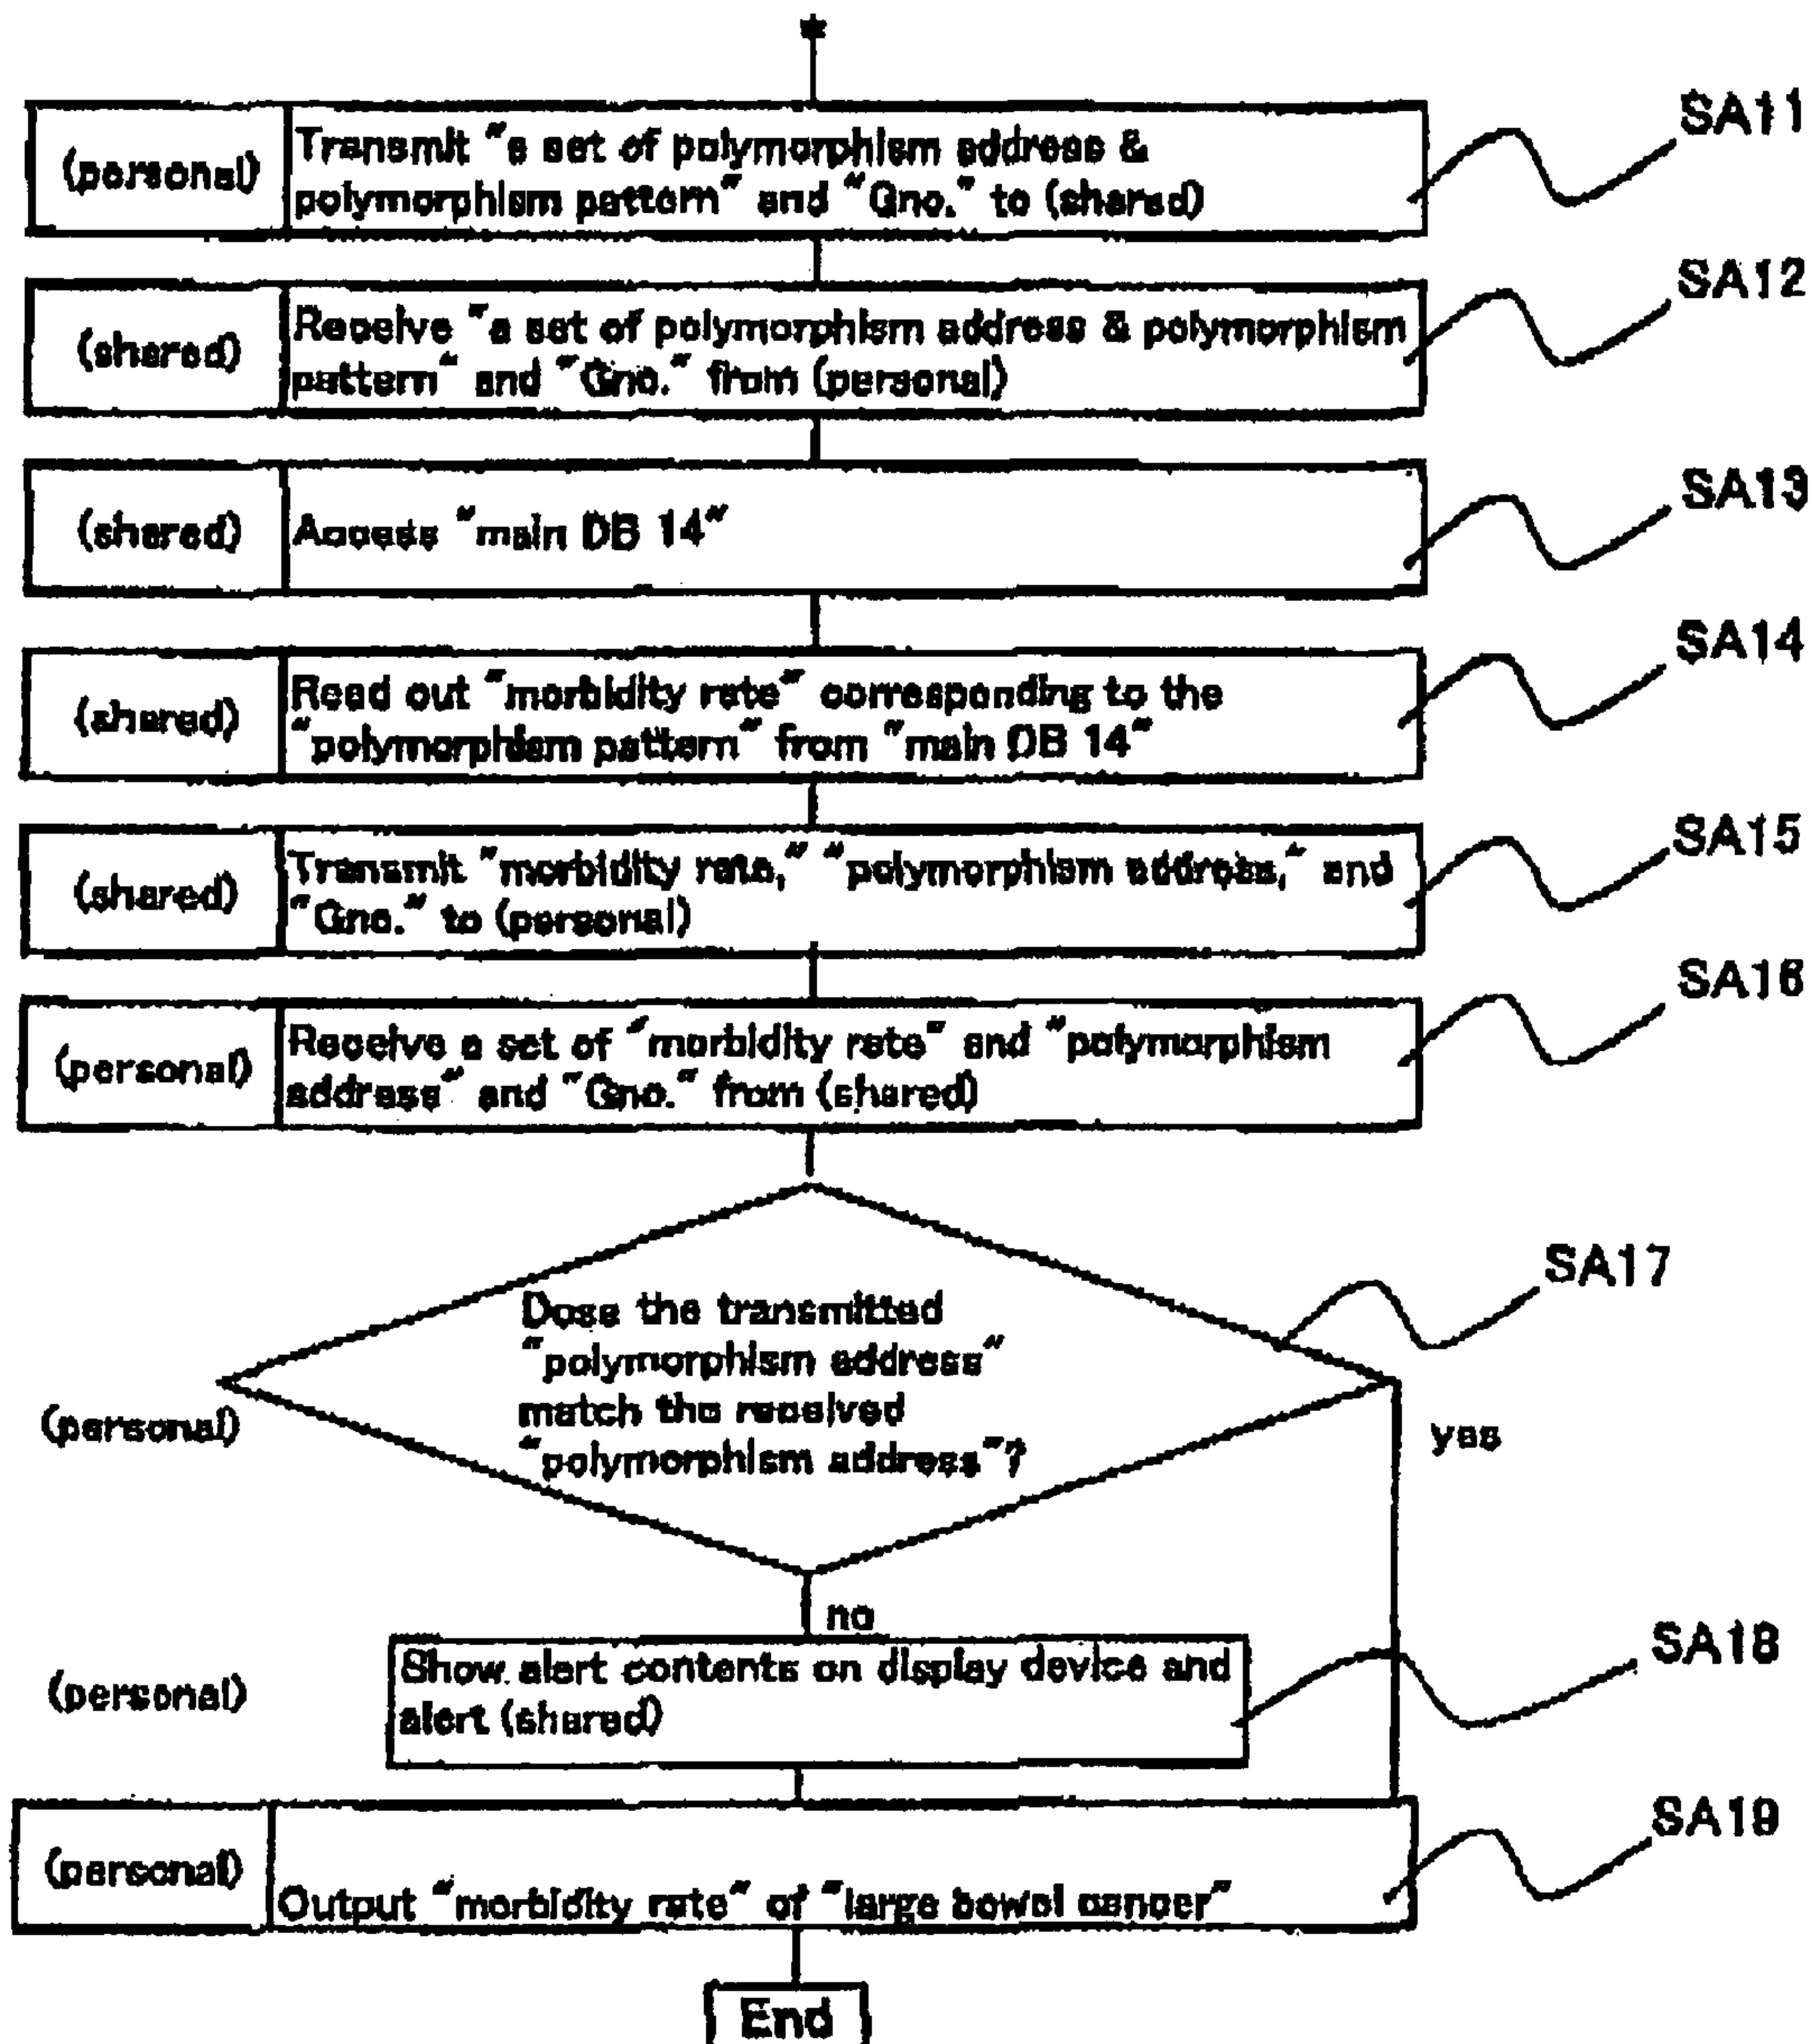 *
SA11
(personal)
Transmit "a set of polymorphism address &
polymorphism pattern" and "Gno." to (shared)
SA12
(shared)
Receive "a set of polymorphism address & polymorphism
pattern" and "Gno." from (personal)
SA13
(shared)
Access "main DB 14"
SA14
(shared)
Read out "morbidity rate" corresponding to the
"polymorphism pattern" from "main DB 14"
SA15
(shared)
Transmit "morbidity rate," "polymorphism address," and
"Gno." to (personal)
SA16
(personal)
Receive a set of "morbidity rate" and "polymorphism
address" and "Gno." from (shared)
SA17
Dose the transmitted
"polymorphism address"
match the received
"polymorphism address"?
(personal)
yes
no
SA18
(personal)
Show alert contents on display device and
alert (shared)
SA19
(personal)
Output "morbidity rate" of "large bowel cancer"
End